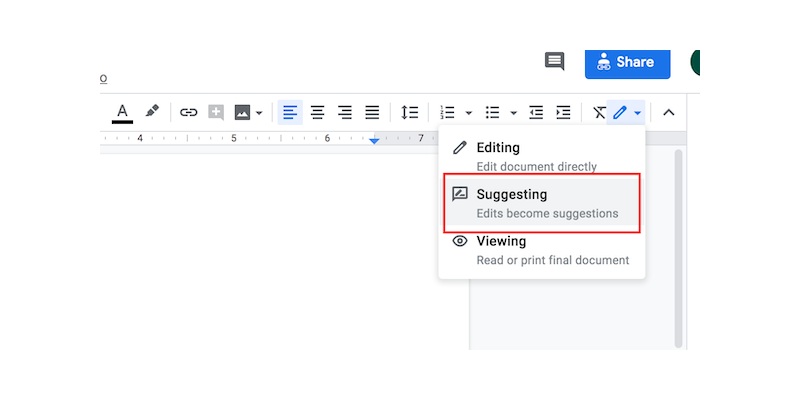 o
Share
A
4 5 6 7
Editing
Edit document directly
Suggesting
Edits become suggestions
Viewing
Read or print final document